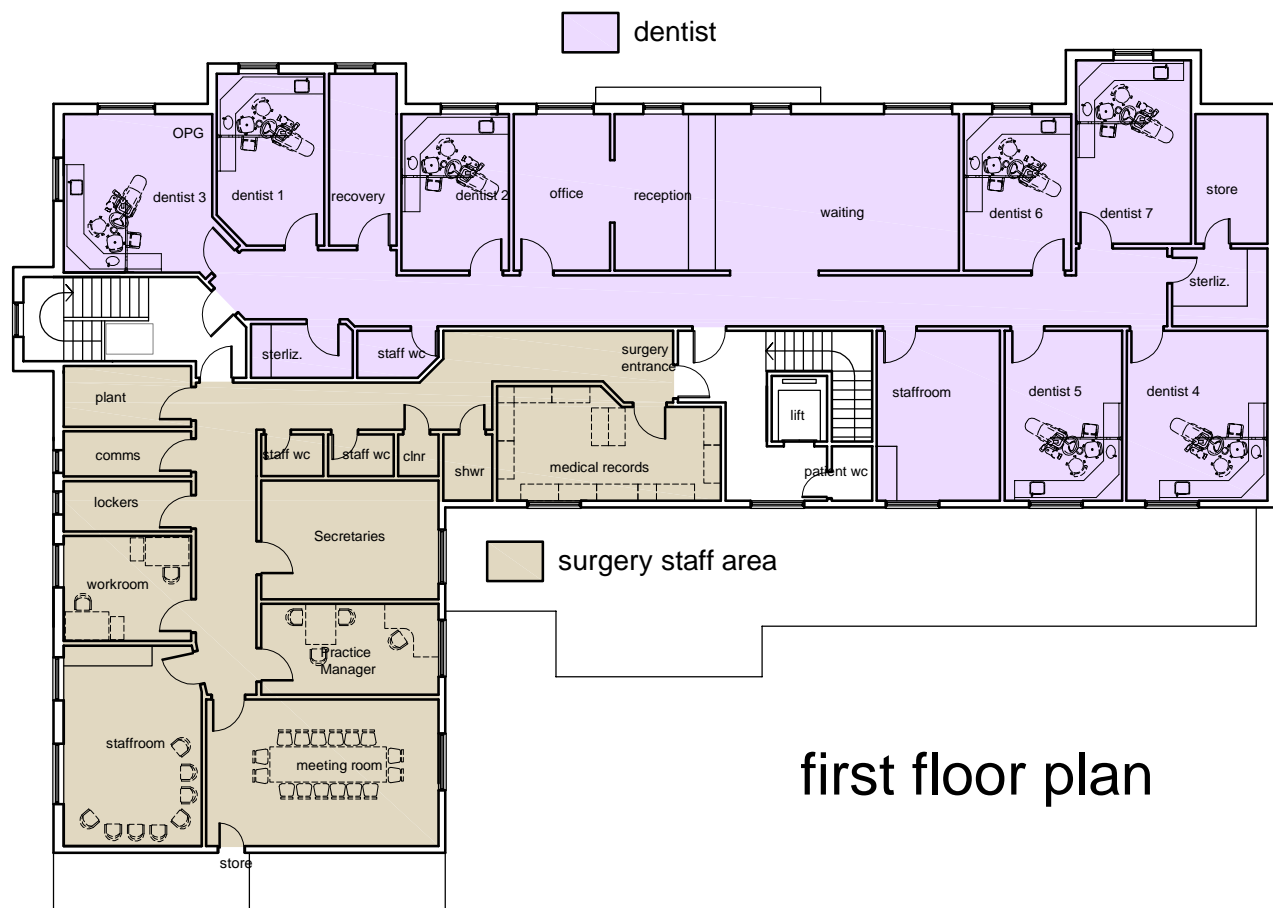 dentist
OPG
dentist 3
dentist 1
recovery
dentist 2
office
reception
waiting
dentist 6
dentist 7
store
sterliz.
sterliz.
staff wc
surgery
entrance
lift
patient wc
staffroom
dentist 5
dentist 4
plant
comms
lockers
workroom
staffroom
staff wc
staff wc
clnr
shwr
medical records
Secretaries
Practice
Manager
meeting room
store
surgery staff area
first floor plan